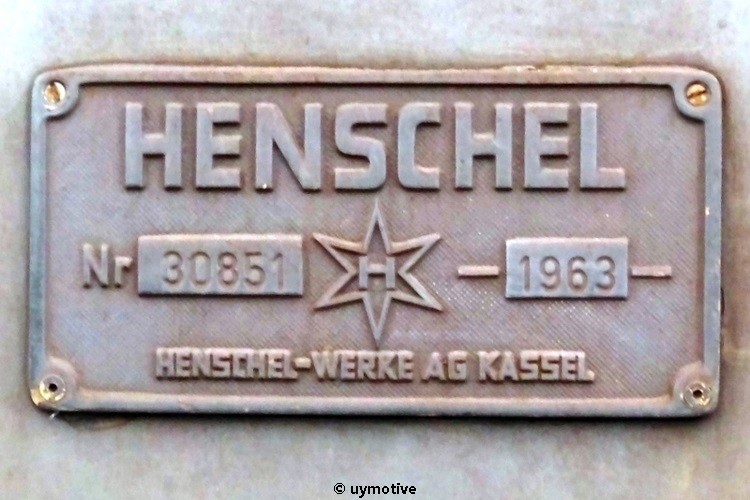 HENSCHEL
Nr 30851 H — 1963 —
HENSCHEL-WERKE AG KASSEL
© uymotive